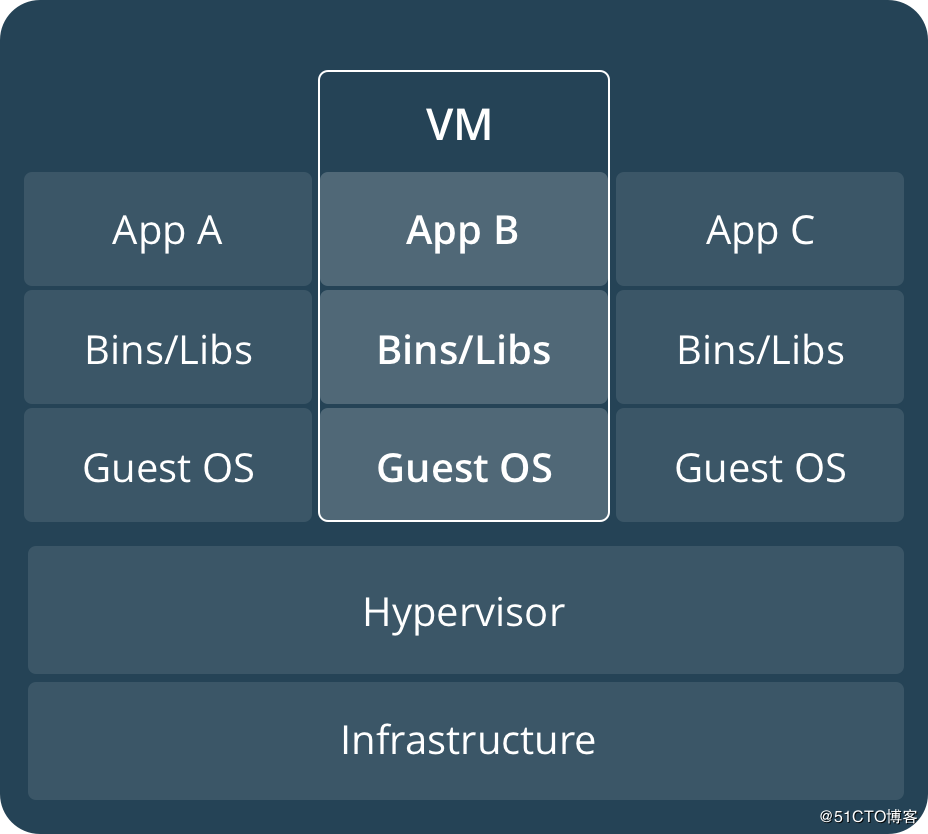 VM
App A
App B
App C
Bins/Libs
Bins/Libs
Bins/Libs
Guest OS
Guest OS
Guest OS
Hypervisor
Infrastructure
@51CTO博客